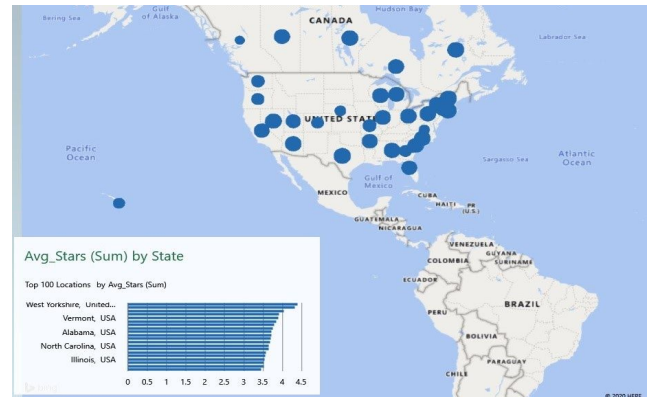 Bering Sea
Gulf
of Alaska
Hudson Bay
CANADA
Labrador Sea
UNITED STAT
Pacific
Ocean
Atlantic
Ocean
Sargasso Sea
Gulf of
Mexico
MEXICO
CUBA
HAITI
PR
(U.S.)
GUATEMALA
NICARAGUA
VENEZUELA
GUYANA
SURINAME
COLOMBIA
ECUADOR
PERU
BRAZIL
BOLIVIA
PARAGUAY
CHILE
Avg_Stars (Sum) by State
Top 100 Locations by Avg_Stars (Sum)
West Yorkshire, United...
Vermont, USA
Alabama, USA
North Carolina, USA
Illinois, USA
0 0.5 1 1.5 2 2.5 3 3.5 4 4.5
© 2020 HERE